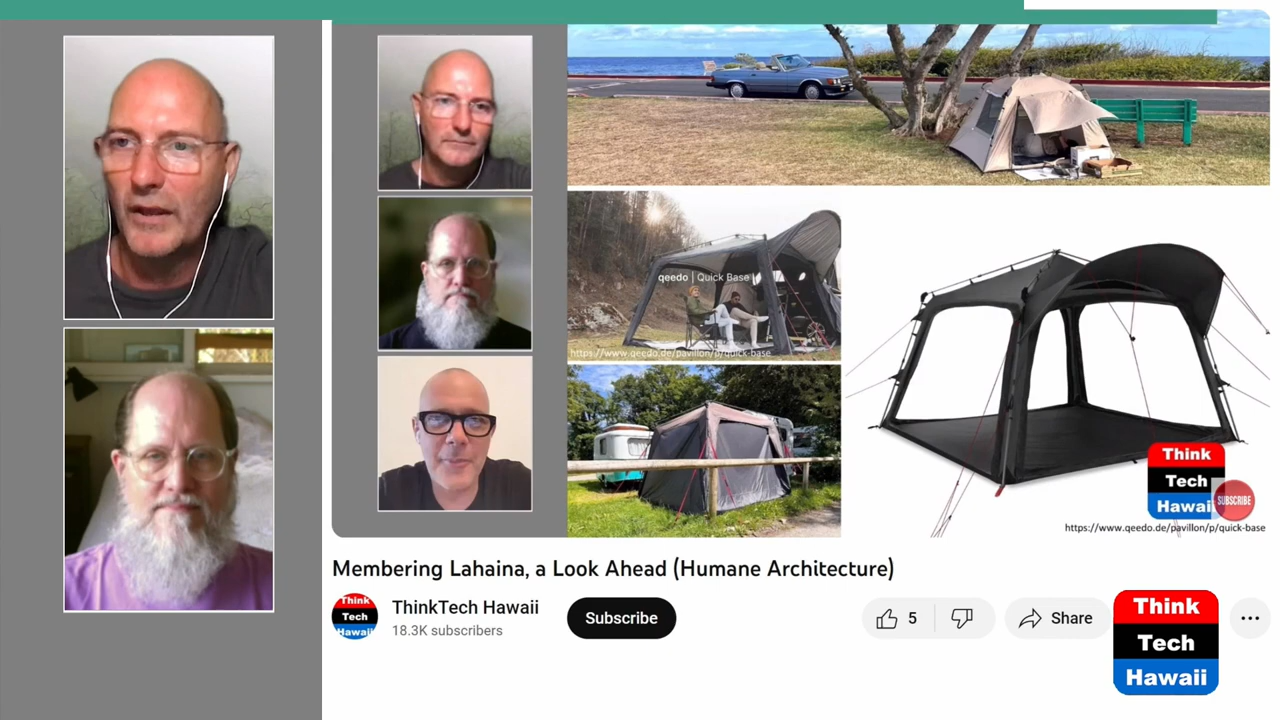 qeedo | Quick Base |
https://www.qeedo.de/pavillon/p/quick-base
Think
Tech
Hawaii
SUBSCRIBE
https://www.qeedo.de/pavillon/p/quick-base
Membering Lahaina, a Look Ahead (Humane Architecture)
Think
Tech
Hawaii
ThinkTech Hawaii
18.3K subscribers
Subscribe
5
Share
Think
Tech
Hawaii